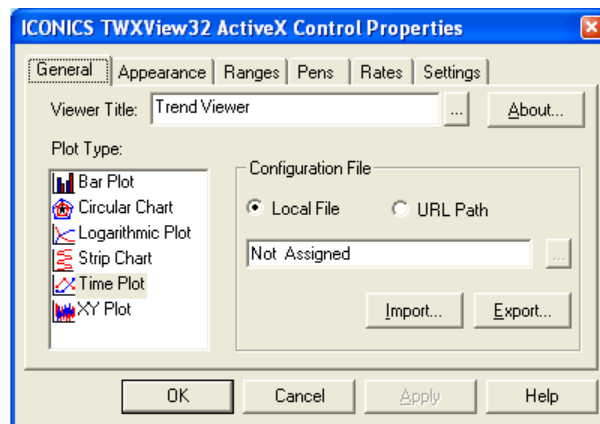 ICONICS TWXView32 ActiveX Control Properties
General Appearance Ranges Pens Rates Settings
Viewer Title: Trend Viewer ... About...
Plot Type:
Bar Plot
Circular Chart
Logarithmic Plot
Strip Chart
Time Plot
XY Plot
Configuration File
Local File URL Path
Not Assigned ...
Import... Export...
OK Cancel Apply Help